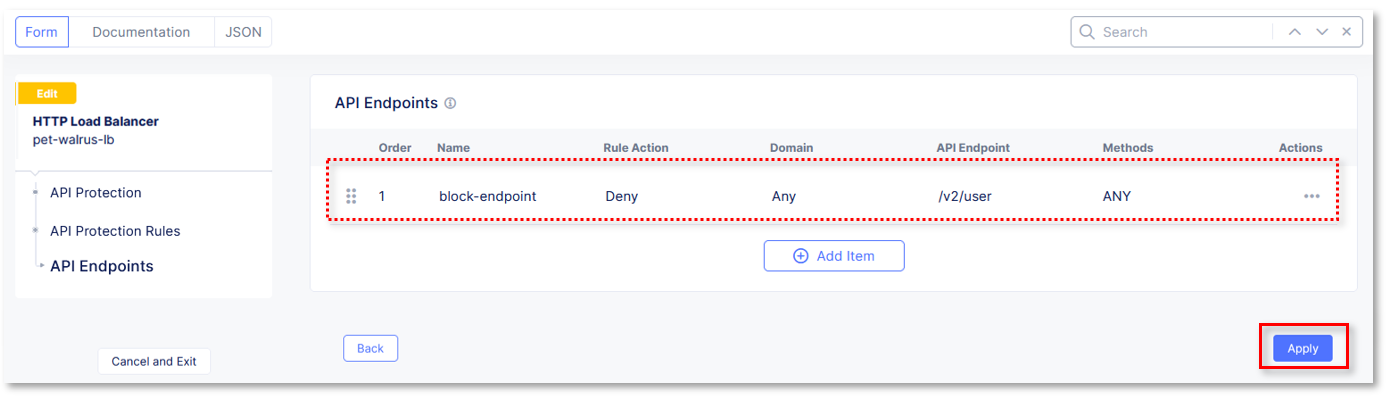 Form Documentation JSON
Search
Edit
HTTP Load Balancer
pet-walrus-lb
API Protection
API Protection Rules
API Endpoints
API Endpoints
Order Name Rule Action Domain API Endpoint Methods Actions
1 block-endpoint Deny Any /v2/user ANY
Add Item
Cancel and Exit
Back
Apply